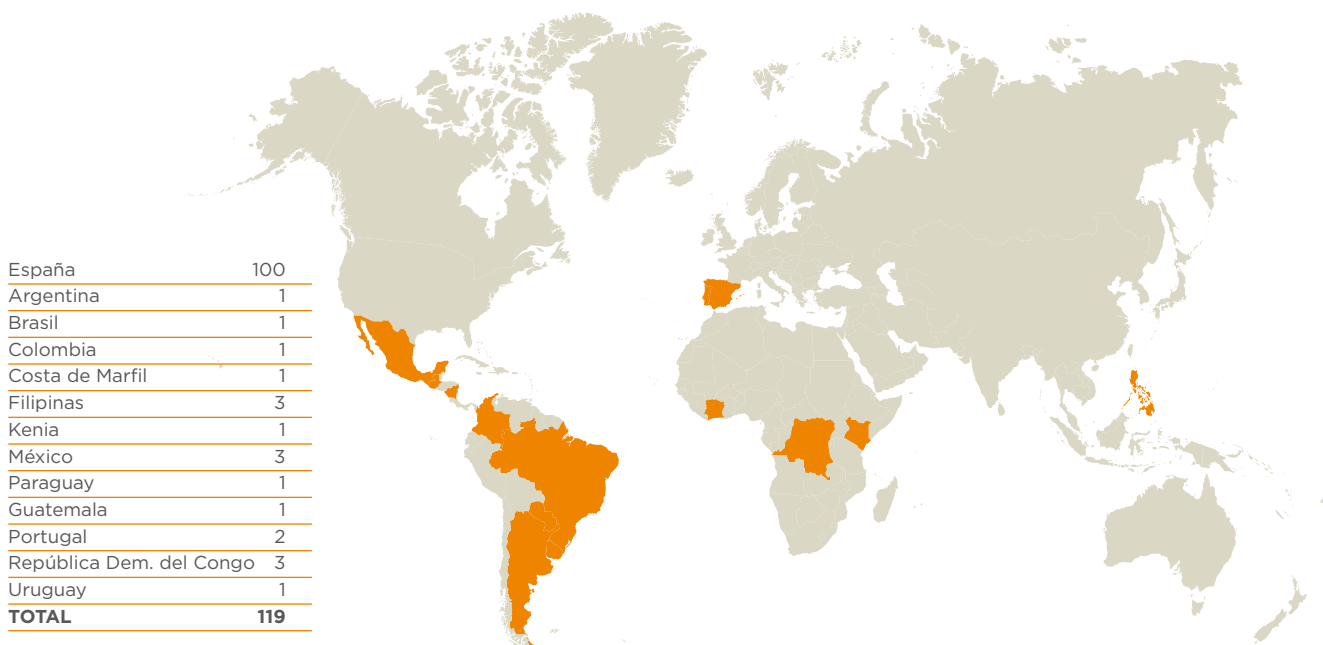 España 100
Argentina 1
Brasil 1
Colombia 1
Costa de Marfil 1
Filipinas 3
Kenia 1
México 3
Paraguay 1
Guatemala 1
Portugal 2
República Dem. del Congo 3
Uruguay 1
TOTAL 119